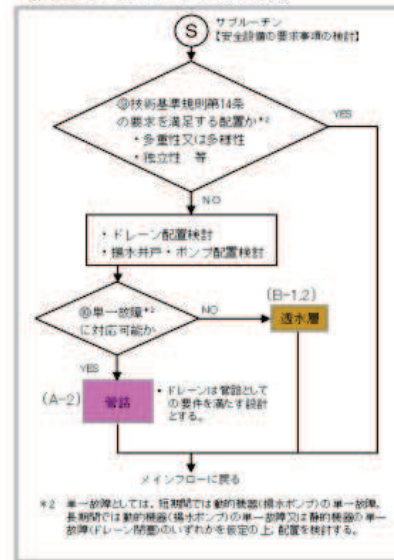 S
サブルーチン
【安全設備の要求事項の検討】
⑨技術基準規則第14条
の要求を満足する配置か*2
・多重性又は多様性
・独立性 等
YES
NO
・ドレーン配置検討
・揚水井戸・ポンプ配置検討
⑩単一故障*2
に対応可能か
NO
(B-1,2)
透水層
YES
(A-2)
管路
・ドレーンは管路として
の要件を満たす設計
とする。
メインフローに戻る
*2 単一故障としては、短期間では動的機器(揚水ポンプ)の単一故障、
長期間では動的機器(揚水ポンプ)の単一故障又は静的機器の単一
故障(ドレーン閉塞)のいずれかを仮定の上、配置を検討する。